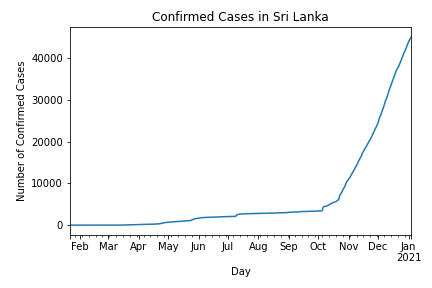 Confirmed Cases in Sri Lanka
Number of Confirmed Cases
40000
30000
20000
10000
0
Feb Mar Apr May Jun Jul Aug Sep Oct Nov Dec Jan
2021
Day